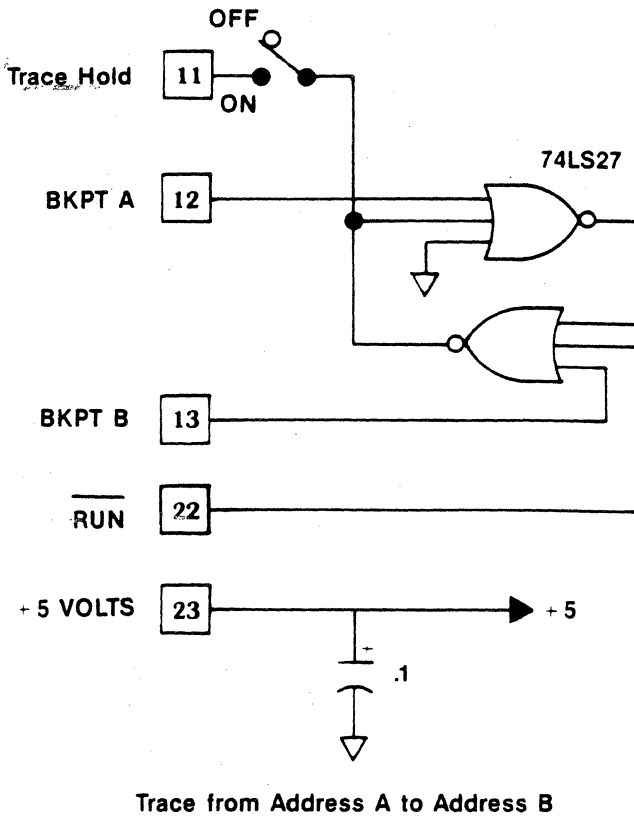 OFF
Trace Hold
11
ON
74LS27
BKPT A
12
BKPT B
13
RUN
22
+ 5 VOLTS
23
+ 5
+
.1
Trace from Address A to Address B